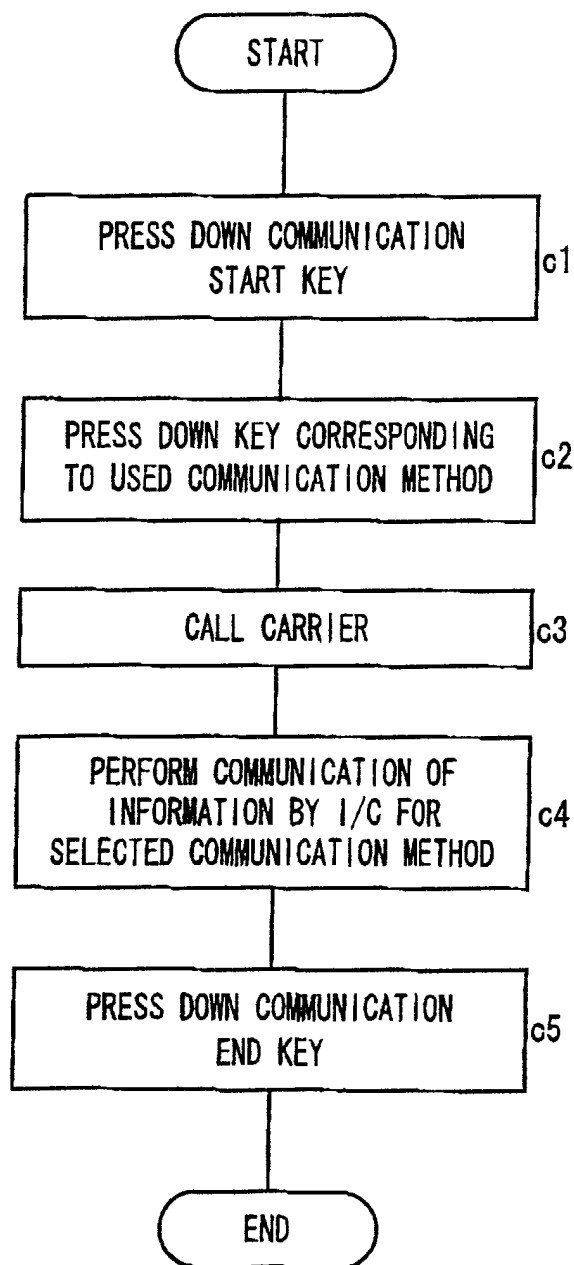 START
PRESS DOWN COMMUNICATION
START KEY
c1
PRESS DOWN KEY CORRESPONDING
TO USED COMMUNICATION METHOD
c2
CALL CARRIER
c3
PERFORM COMMUNICATION OF
INFORMATION BY I/C FOR
SELECTED COMMUNICATION METHOD
c4
PRESS DOWN COMMUNICATION
END KEY
c5
END